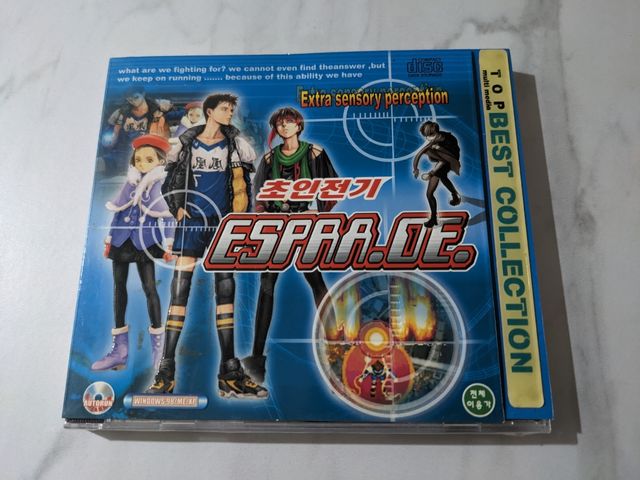 what are we fighting for? we cannot even find theanswer ,but
we keep on running ....... because of this ability we have
COMPACT
disc
Extra sensory perception
초인전기
ESPRA.DE.
AUTORUN
WINDOWS 98/ME/XP
전체
이용가
TOP
multi media
BEST COLLECTION